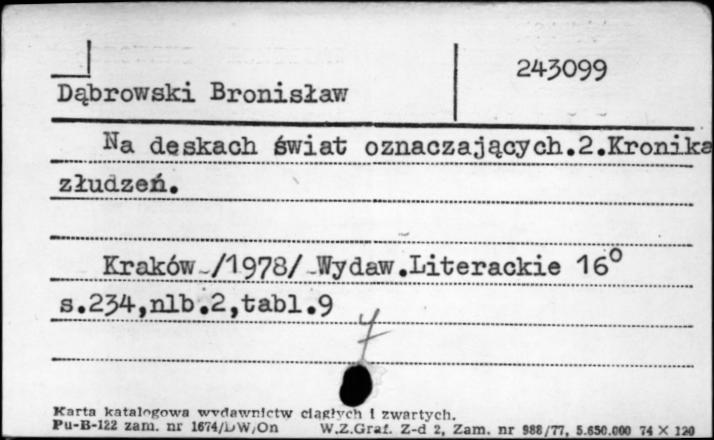 243099
Dąbrowski Bronisław
Na deskach świat oznaczających.2.Kronika
złudzeń.
Kraków /1978/ Wydaw.Literackie 16°
s.234,nlb.2,tabl.9
Karta katalogowa wydawnictw ciągłych i zwartych.
Pu-B-122 zam. nr 1674/DW/On W.Z.Graf. Z-d 2, Zam. nr 988/77, 5.650.000 74 X 120